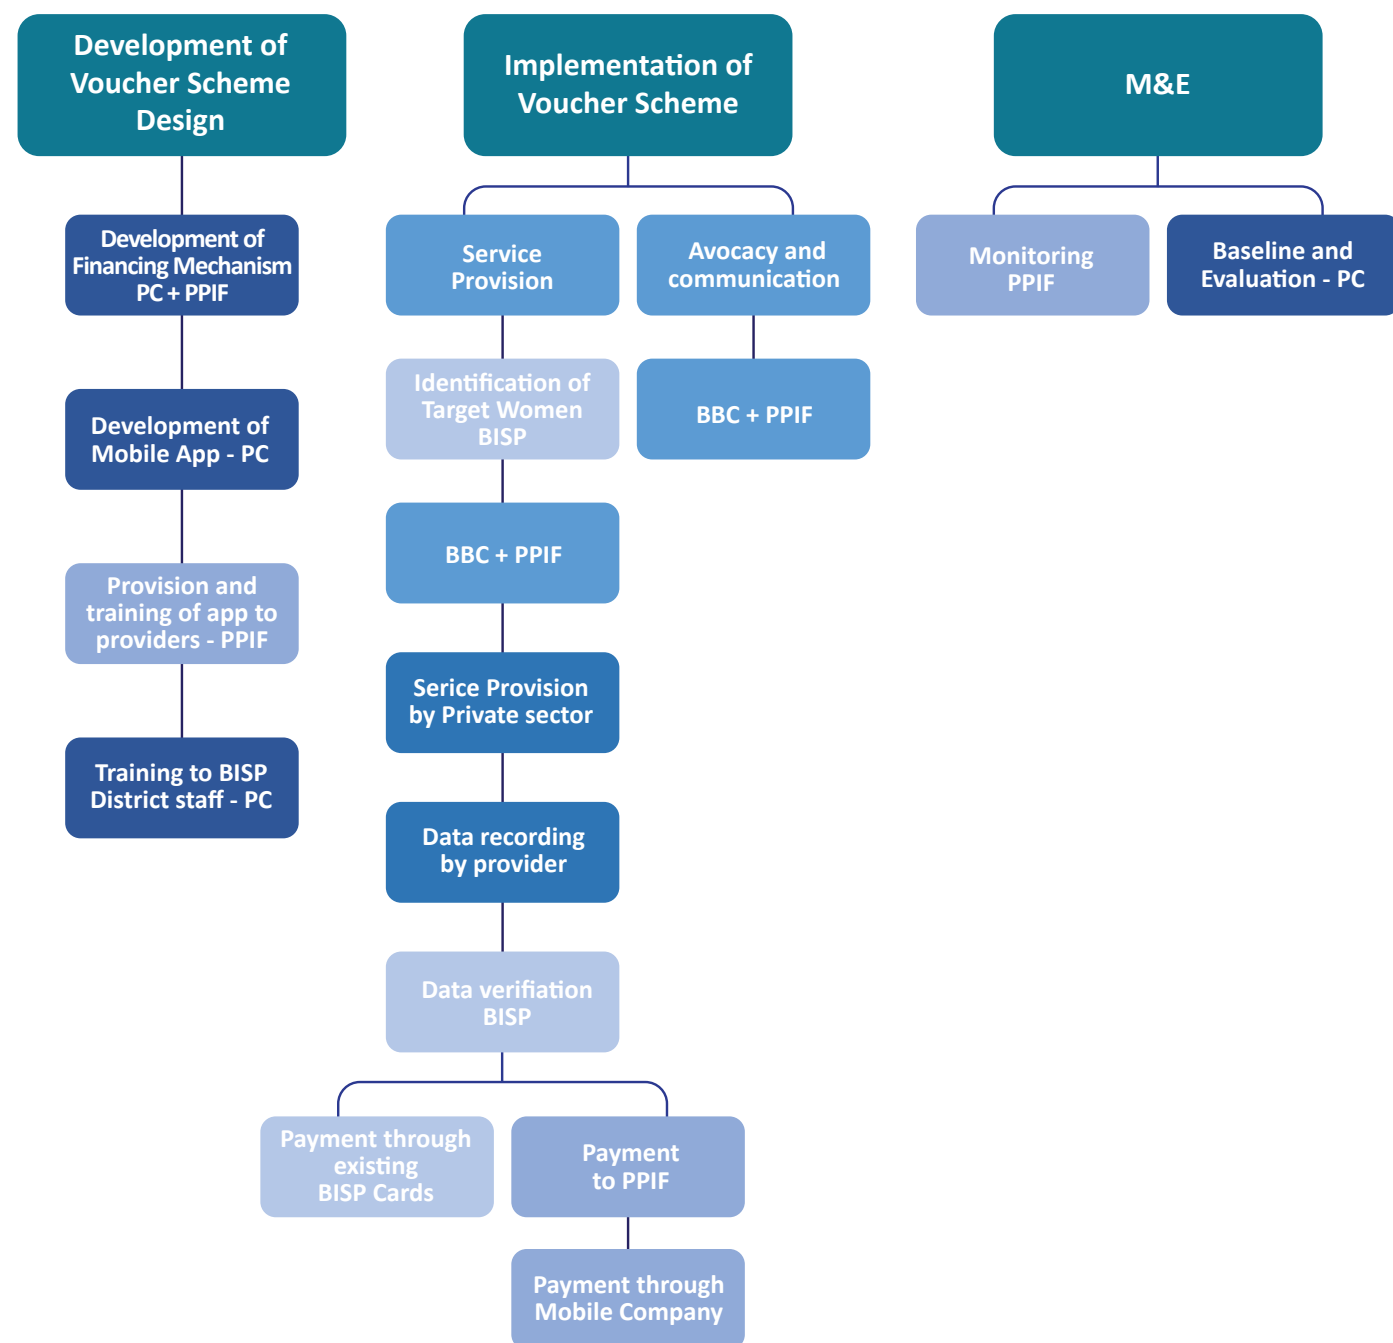 Development of
Voucher Scheme
Design
Development of
Financing Mechanism
PC + PPIF
Development of
Mobile App - PC
Provision and
training of app to
providers - PPIF
Training to BISP
District staff - PC
Implementation of
Voucher Scheme
Service
Provision
Identification of
Target Women
BISP
BBC + PPIF
Serice Provision
by Private sector
Data recording
by provider
Data verifiation
BISP
Payment through
existing
BISP Cards
Payment
to PPIF
Payment through
Mobile Company
Avocacy and
communication
BBC + PPIF
M&E
Monitoring
PPIF
Baseline and
Evaluation - PC